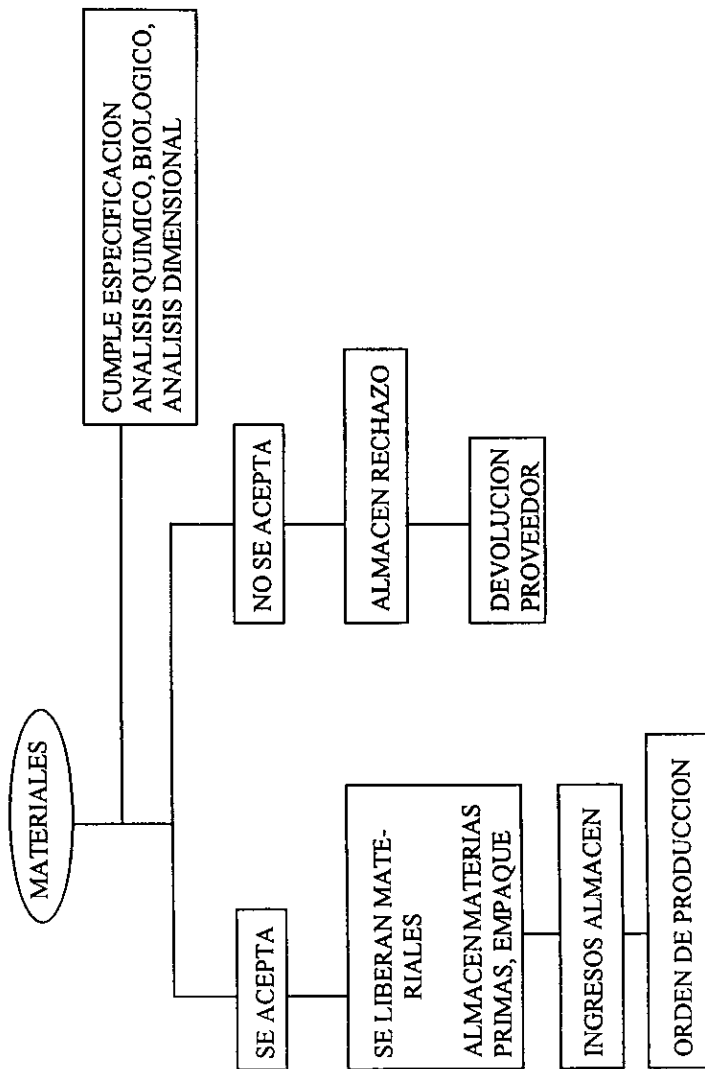 MATERIALES
CUMPLE ESPECIFICACION
ANALISIS QUIMICO, BIOLOGICO,
ANALISIS DIMENSIONAL
SE ACEPTA
NO SE ACEPTA
SE LIBERAN MATE-
RIALES
ALMACEN MATERIAS
PRIMAS, EMPAQUE
ALMACEN RECHAZO
INGRESOS ALMACEN
DEVOLUCION
PROVEEDOR
ORDEN DE PRODUCCION